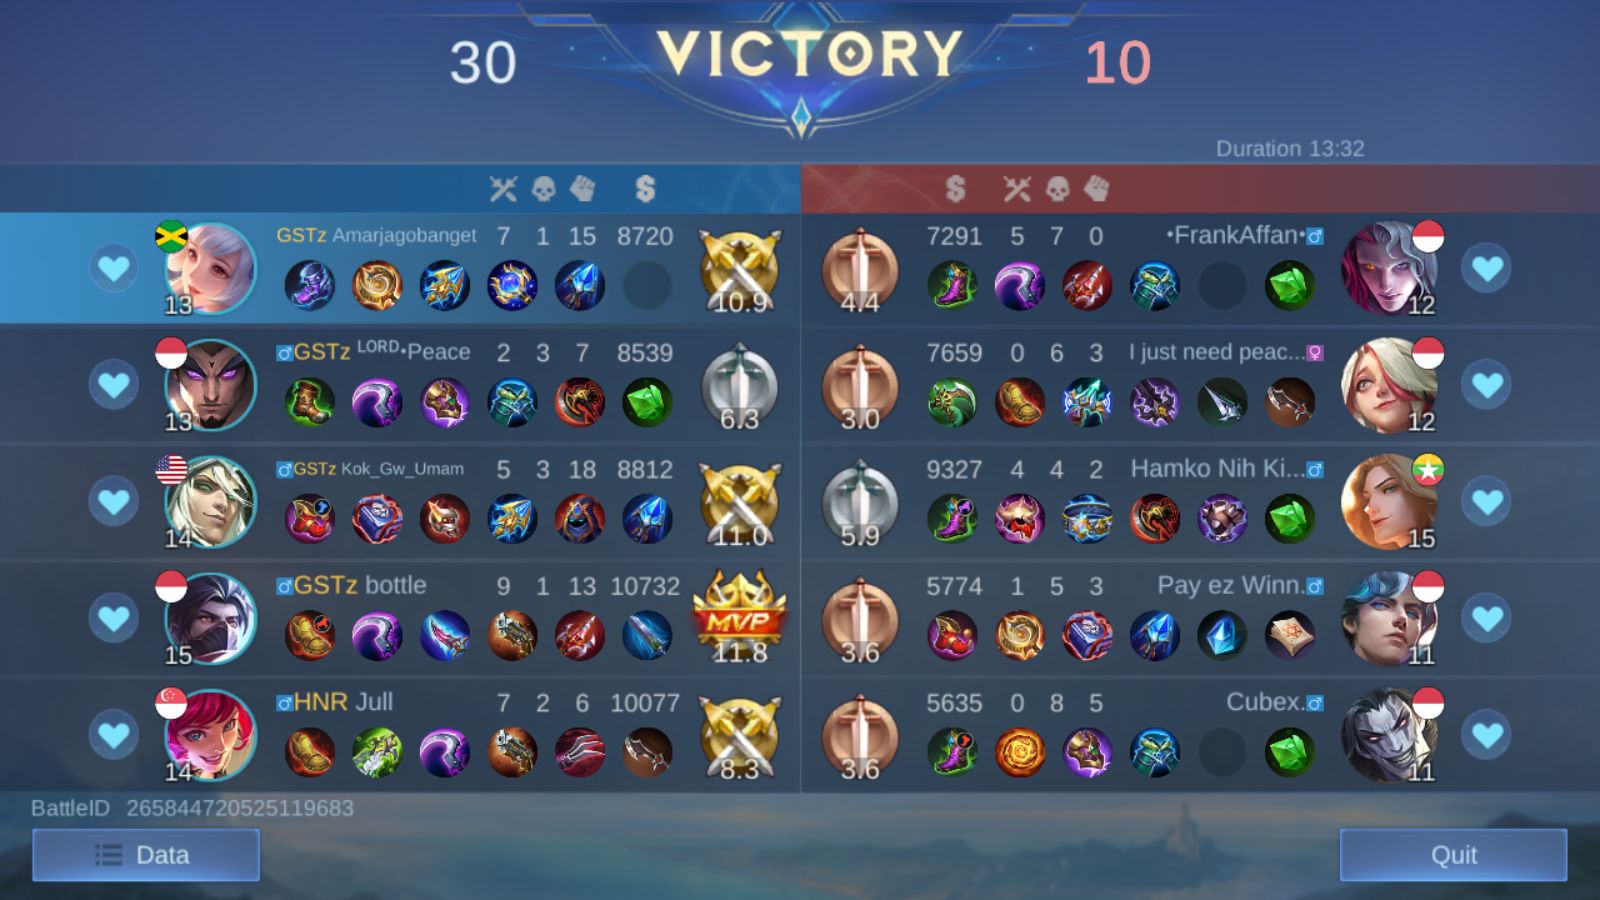 30 VICTORY 10
Duration 13:32
13 GSTz Amarjagobanget 7 1 15 8720 10.9
4.4 7291 5 7 0 •FrankAffan• 12
13 GSTz LORD•Peace 2 3 7 8539 6.3
3.0 7659 0 6 3 I just need peac... 12
14 GSTz Kok_Gw_Umam 5 3 18 8812 11.0
5.9 9327 4 4 2 Hamko Nih Ki... 15
15 GSTz bottle 9 1 13 10732 MVP 11.8
3.6 5774 1 5 3 Pay ez Winn. 11
14 HNR Jull 7 2 6 10077 8.3
3.6 5635 0 8 5 Cubex. 11
BattleID 265844720525119683
Data
Quit